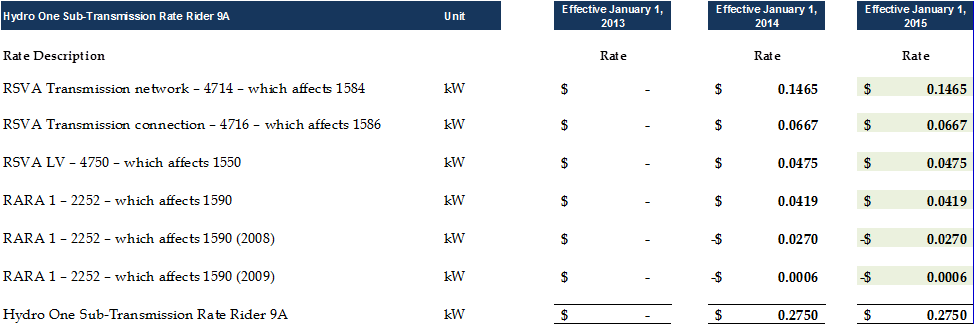 Hydro One Sub-Transmission Rate Rider 9A Unit Effective January 1, 2013 Effective January 1, 2014 Effective January 1, 2015
Rate Description Rate Rate Rate
RSVA Transmission network – 4714 – which affects 1584 kW $ - $ 0.1465 $ 0.1465
RSVA Transmission connection – 4716 – which affects 1586 kW $ - $ 0.0667 $ 0.0667
RSVA LV – 4750 – which affects 1550 kW $ - $ 0.0475 $ 0.0475
RARA 1 – 2252 – which affects 1590 kW $ - $ 0.0419 $ 0.0419
RARA 1 – 2252 – which affects 1590 (2008) kW $ - -$ 0.0270 -$ 0.0270
RARA 1 – 2252 – which affects 1590 (2009) kW $ - -$ 0.0006 -$ 0.0006
Hydro One Sub-Transmission Rate Rider 9A kW $ - $ 0.2750 $ 0.2750